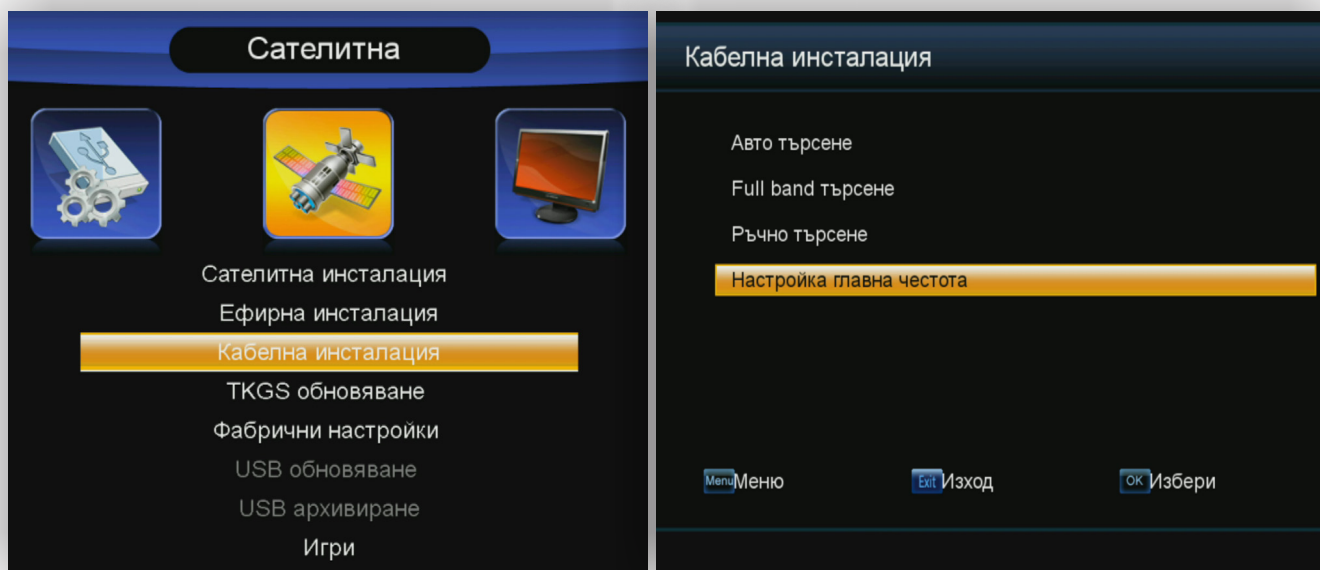 Сателитна
Сателитна инсталация
Ефирна инсталация
Кабелна инсталация
TKGS обновяване
Фабрични настройки
USB обновяване
USB архивиране
Игри
Кабелна инсталация
Авто търсене
Full band търсене
Ръчно търсене
Настройка главна честота
Menu Меню
Exit Изход
OK Избери